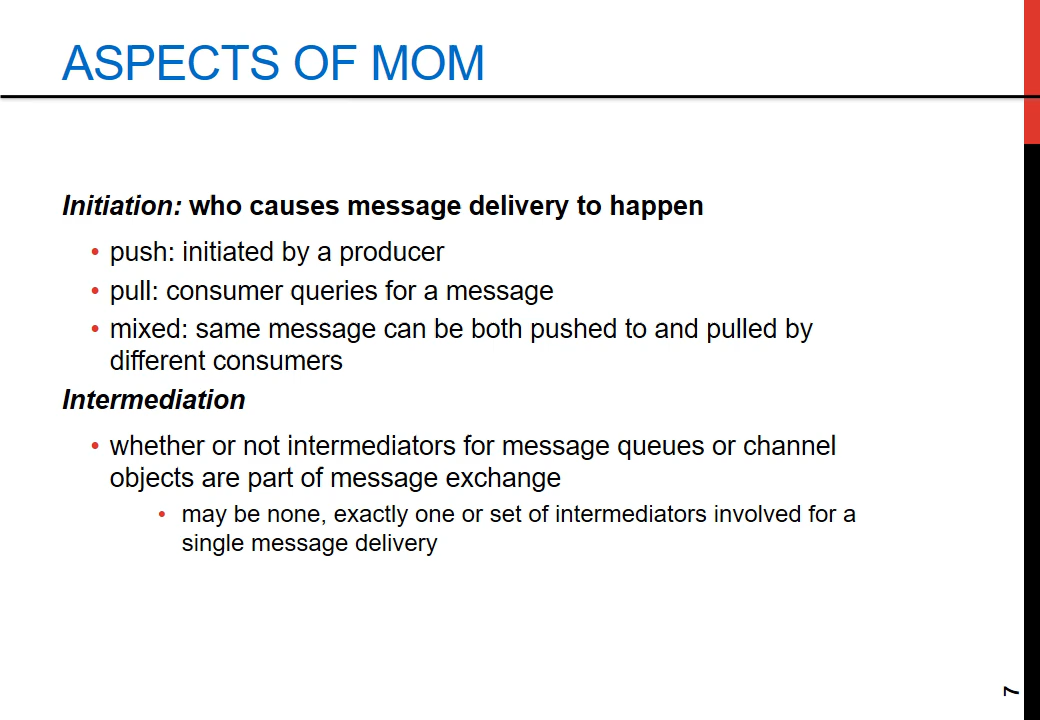 ASPECTS OF MOM
Initiation: who causes message delivery to happen
• push: initiated by a producer
• pull: consumer queries for a message
• mixed: same message can be both pushed to and pulled by
different consumers
Intermediation
• whether or not intermediators for message queues or channel
objects are part of message exchange
• may be none, exactly one or set of intermediators involved for a
single message delivery
7